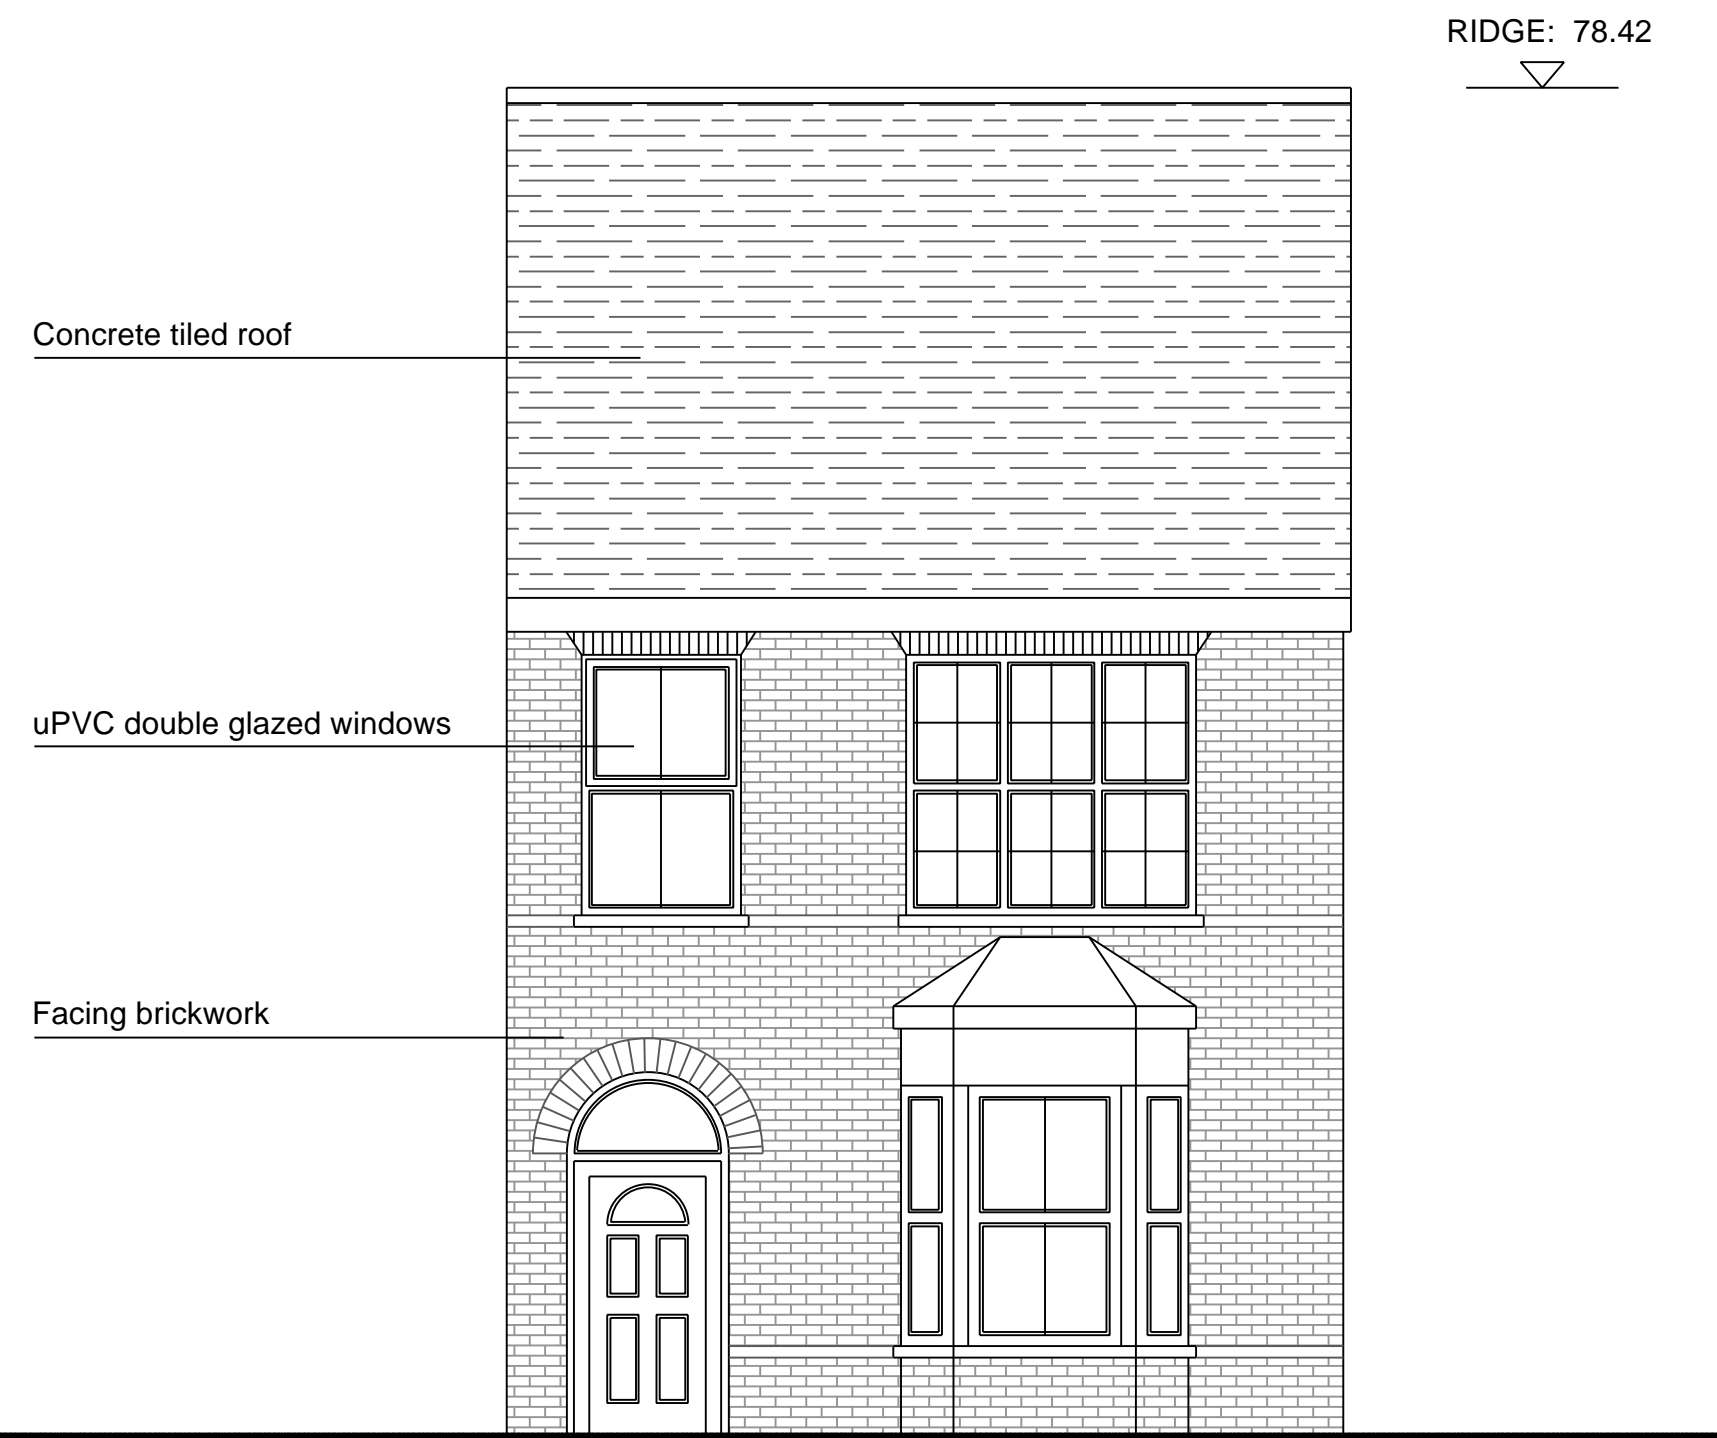 RIDGE: 78.42
Concrete tiled roof
uPVC double glazed windows
Facing brickwork